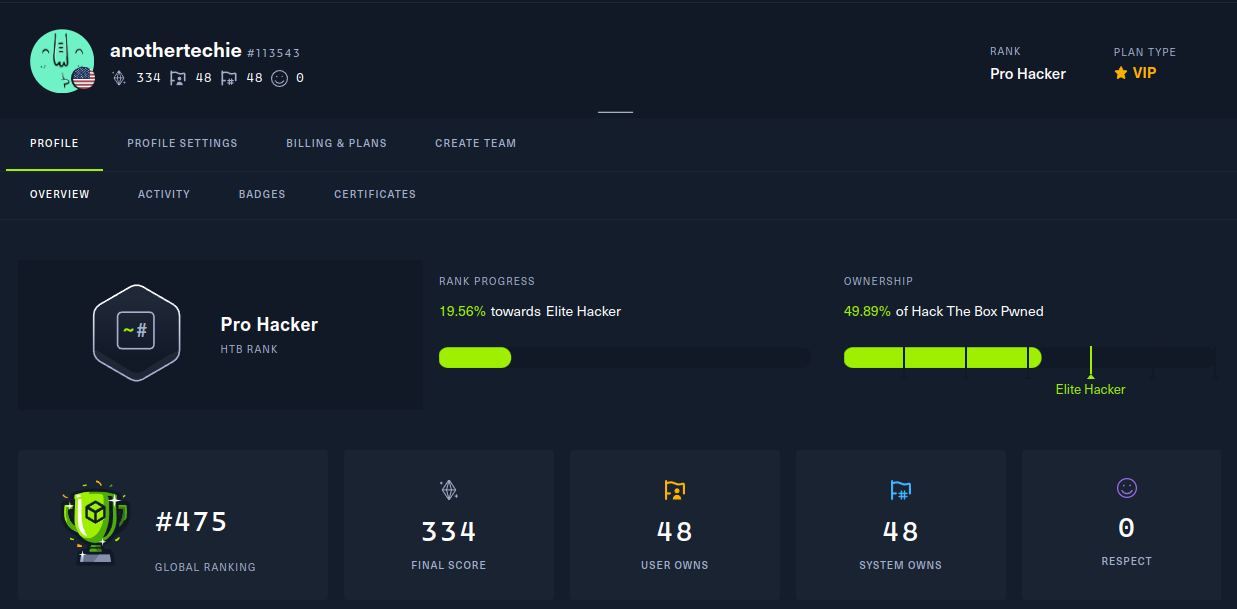 anothertechie #113543
334 48 48 0
RANK
Pro Hacker
PLAN TYPE
VIP
PROFILE PROFILE SETTINGS BILLING & PLANS CREATE TEAM
OVERVIEW ACTIVITY BADGES CERTIFICATES
~#
Pro Hacker
HTB RANK
RANK PROGRESS
19.56% towards Elite Hacker
OWNERSHIP
49.89% of Hack The Box Pwned
Elite Hacker
#475
GLOBAL RANKING
334
FINAL SCORE
48
USER OWNS
48
SYSTEM OWNS
0
RESPECT